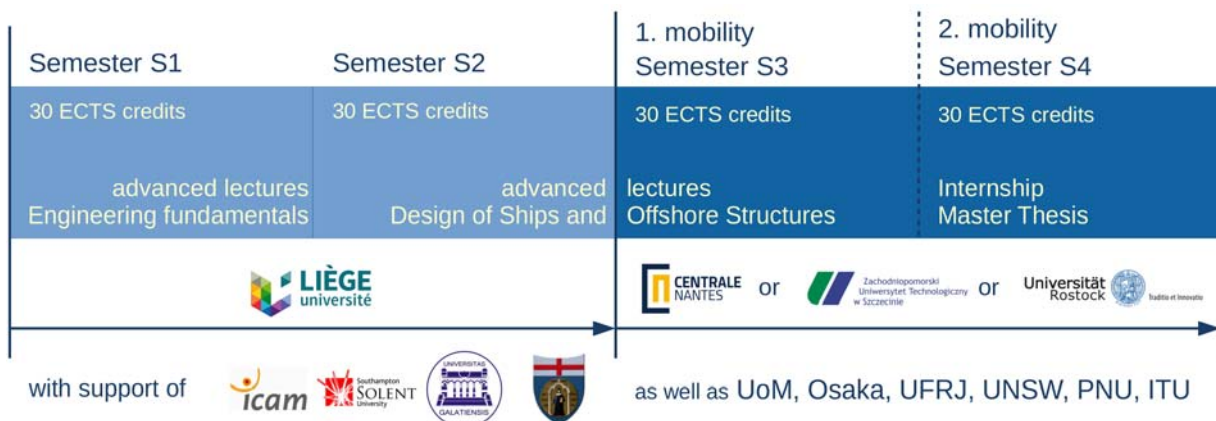 1. mobility
2. mobility
Semester S1
Semester S2
Semester S3
Semester S4
30 ECTS credits
30 ECTS credits
30 ECTS credits
30 ECTS credits
advanced lectures
Engineering fundamentals
advanced lectures
Design of Ships and Offshore Structures
Internship
Master Thesis
LIÈGE
université
CENTRALE
NANTES
or
Zachodniopomorski
Uniwersytet Technologiczny
w Szczecinie
or
Universität
Rostock
Traditio et Innovatio
with support of
icam
Southampton
SOLENT
University
UNIVERSITAS
GALATIENSIS
as well as UoM, Osaka, UFRJ, UNSW, PNU, ITU